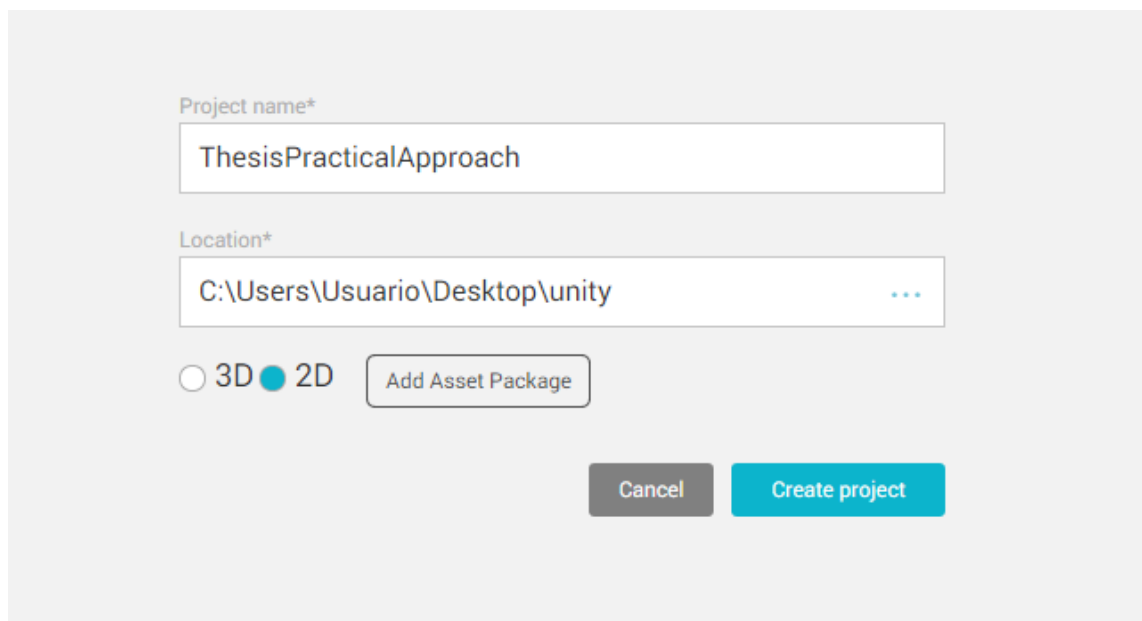 Project name*
ThesisPracticalApproach
Location*
C:\Users\Usuario\Desktop\unity ...
3D 2D Add Asset Package
Cancel Create project